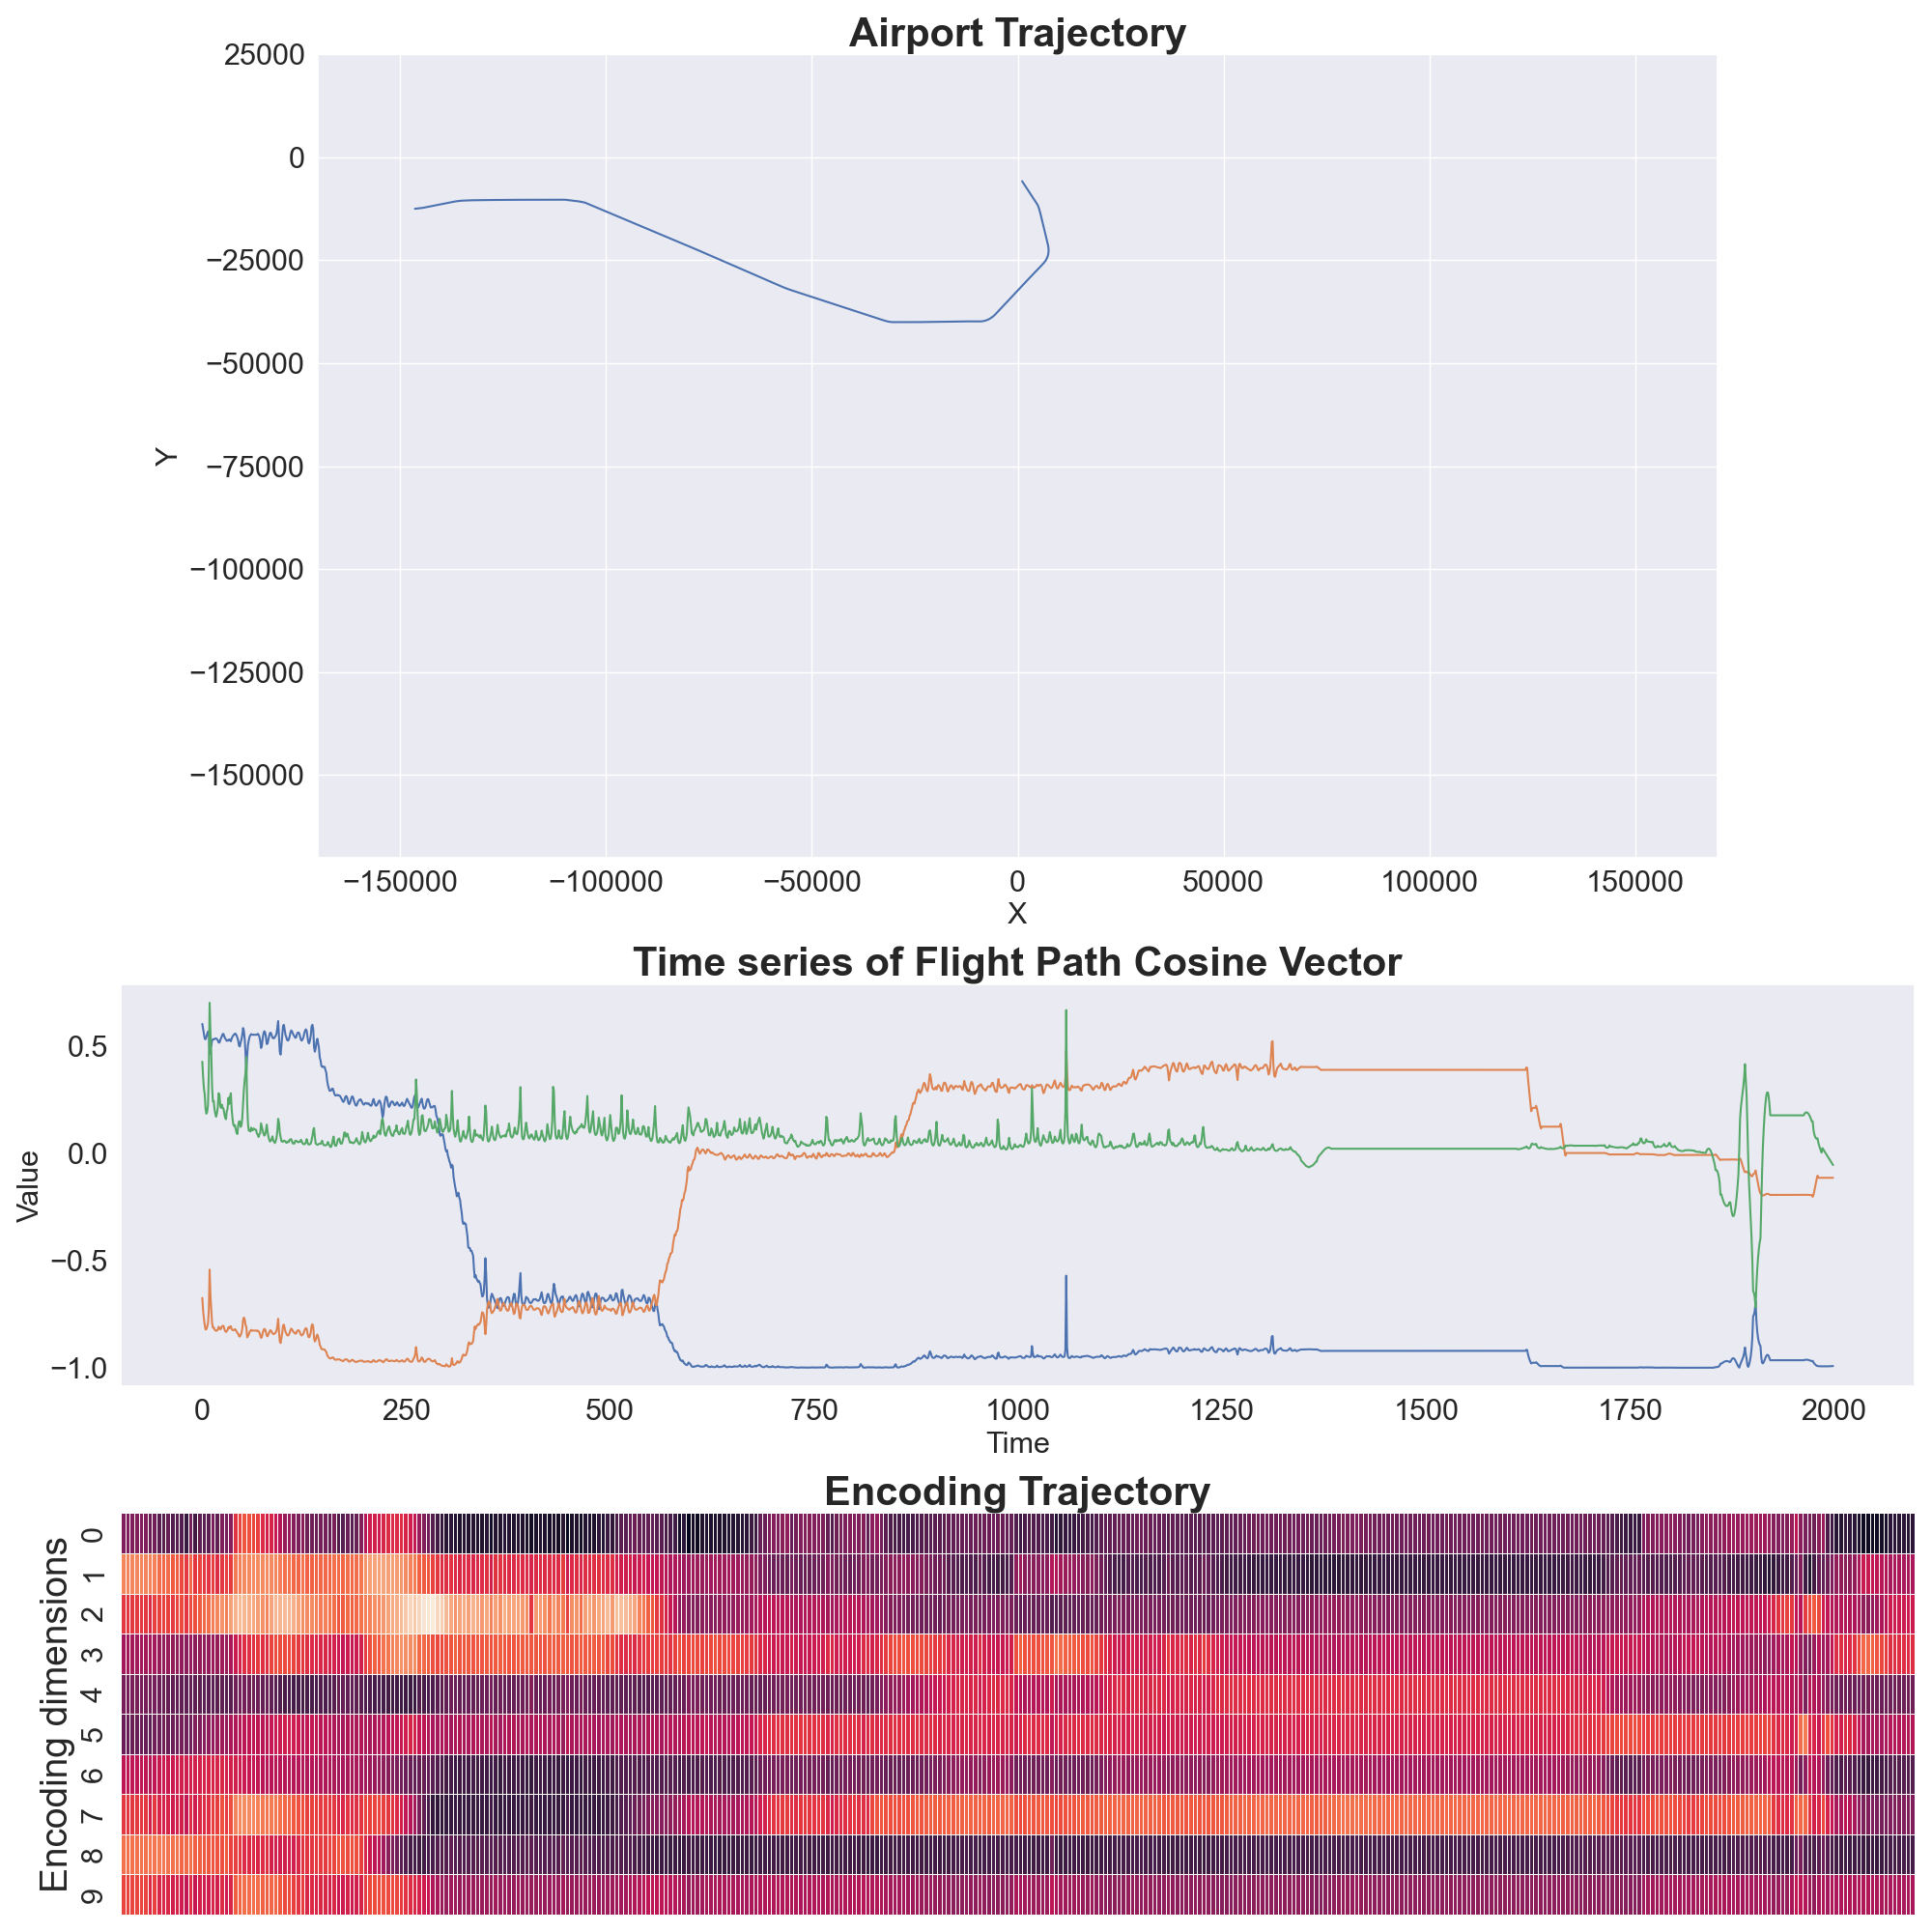 Airport Trajectory
25000
0
−25000
−50000
−75000
−100000
−125000
−150000
Y
−150000 −100000 −50000 0 50000 100000 150000
X
Time series of Flight Path Cosine Vector
0.5
0.0
−0.5
−1.0
Value
0 250 500 750 1000 1250 1500 1750 2000
Time
Encoding Trajectory
Encoding dimensions
0
1
2
3
4
5
6
7
8
9